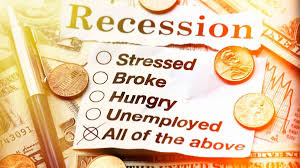 Recession
Stressed
Broke
Hungry
Unemployed
All of the above